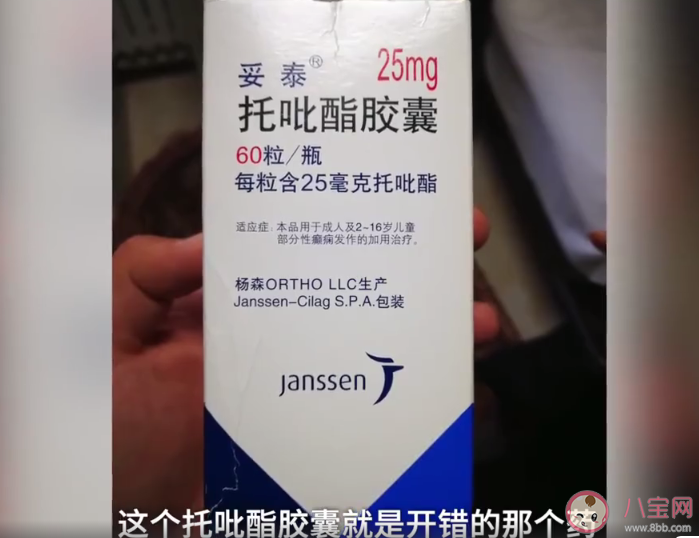 妥泰® 25mg
托吡酯胶囊
60粒/瓶
每粒含25毫克托吡酯
适应症: 本品用于成人及2~16岁儿童
部分性癫痫发作的加用治疗。
杨森ORTHO LLC生产
Janssen-Cilag S.P.A.包装
Janssen
这个托吡酯胶囊就是开错的那个药
八宝网
www.8bb.com